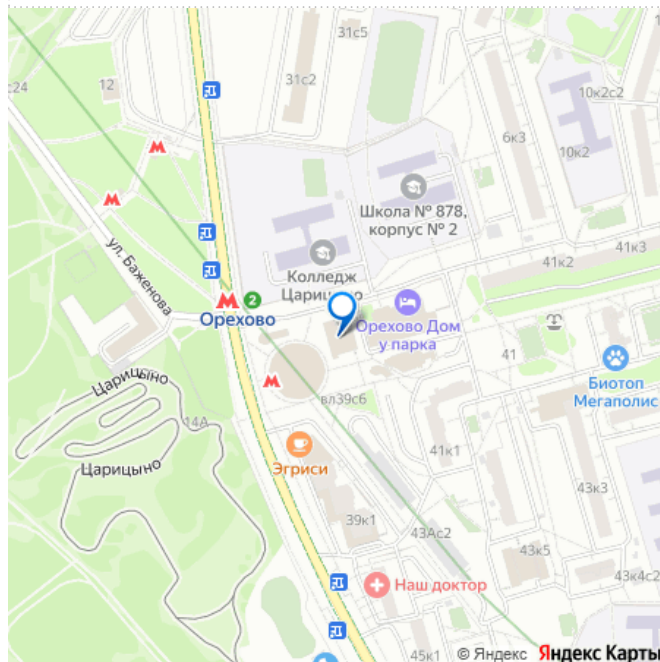 31с5
31с2
12
с24
10к2с2
6к3
10к2
Школа № 878,
корпус № 2
ул. Баженова
Колледж
Царицыно
41к2
41к3
2
Орехово
Орехово Дом
у парка
41
Биотоп
Мегаполис
Царицыно
14А
вл39с6
Царицыно
Эгриси
41к1
43к3
39к1
43Ас2
43к5
43к4с2
Наш доктор
45к1
© Яндекс Яндекс Карты